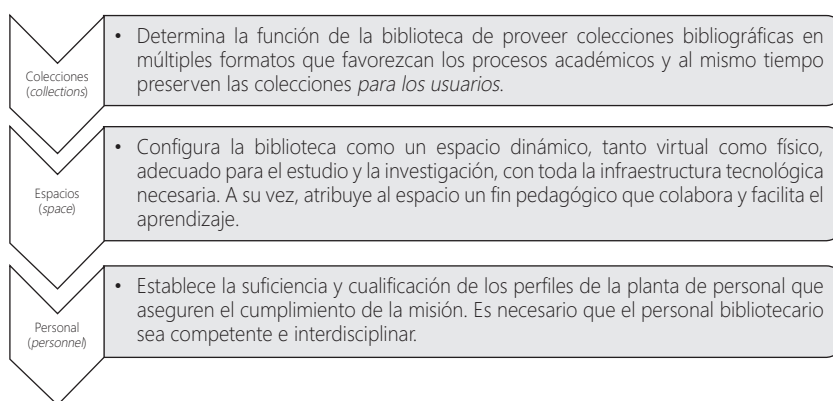 Colecciones
(collections)
• Determina la función de la biblioteca de proveer colecciones bibliográficas en
múltiples formatos que favorezcan los procesos académicos y al mismo tiempo
preserven las colecciones para los usuarios.
Espacios
(space)
• Configura la biblioteca como un espacio dinámico, tanto virtual como físico,
adecuado para el estudio y la investigación, con toda la infraestructura tecnológica
necesaria. A su vez, atribuye al espacio un fin pedagógico que colabora y facilita el
aprendizaje.
Personal
(personnel)
• Establece la suficiencia y cualificación de los perfiles de la planta de personal que
aseguren el cumplimiento de la misión. Es necesario que el personal bibliotecario
sea competente e interdisciplinar.